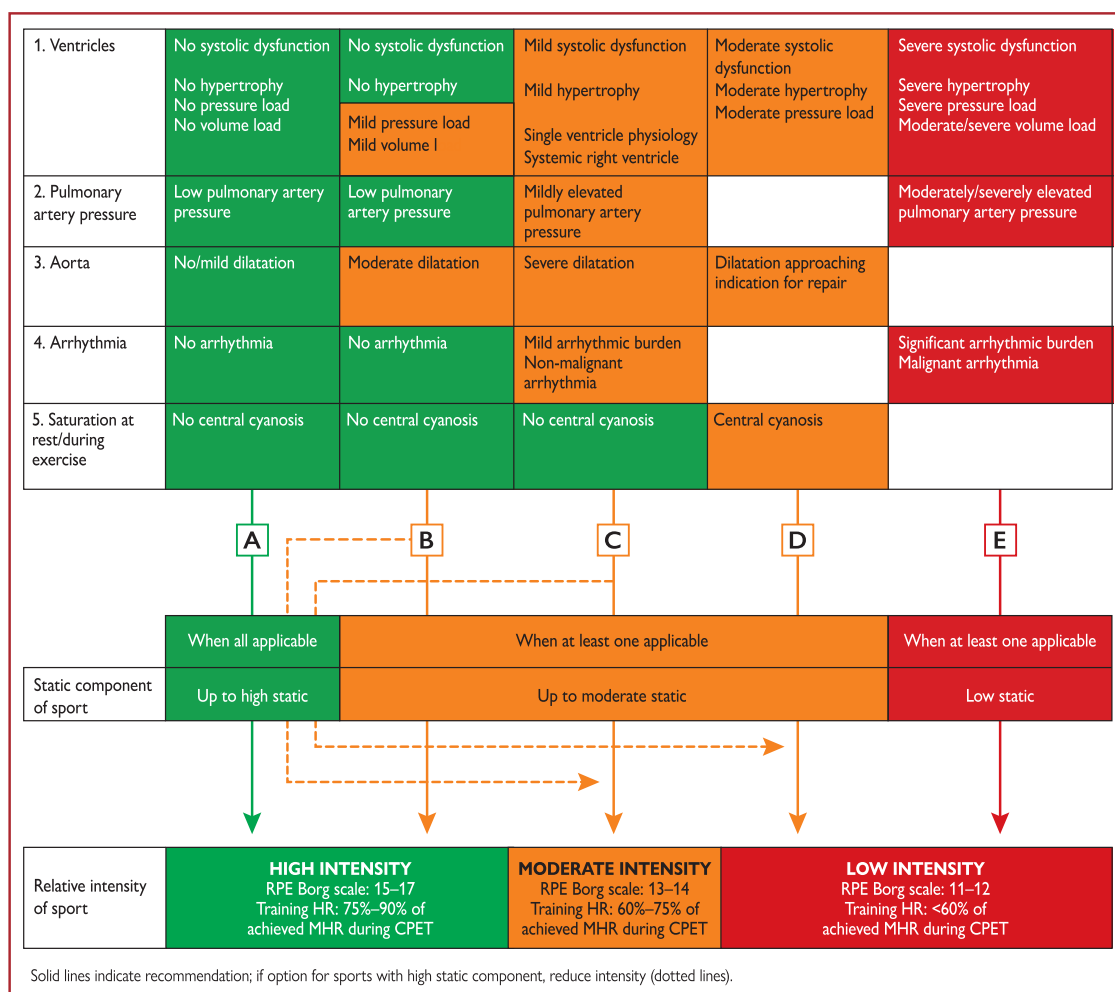 1. Ventricles
No systolic dysfunction
No hypertrophy
No pressure load
No volume load
No systolic dysfunction
No hypertrophy
Mild pressure load
Mild volume l
Mild systolic dysfunction
Mild hypertrophy
Single ventricle physiology
Systemic right ventricle
Moderate systolic
dysfunction
Moderate hypertrophy
Moderate pressure load
Severe systolic dysfunction
Severe hypertrophy
Severe pressure load
Moderate/severe volume load
2. Pulmonary
artery pressure
Low pulmonary artery
pressure
Low pulmonary
artery pressure
Mildly elevated
pulmonary artery
pressure
Moderately/severely elevated
pulmonary artery pressure
3. Aorta
No/mild dilatation
Moderate dilatation
Severe dilatation
Dilatation approaching
indication for repair
4. Arrhythmia
No arrhythmia
No arrhythmia
Mild arrhythmic burden
Non-malignant
arrhythmia
Significant arrhythmic burden
Malignant arrhythmia
5. Saturation at
rest/during
exercise
No central cyanosis
No central cyanosis
No central cyanosis
Central cyanosis
A
B
C
D
E
When all applicable
When at least one applicable
When at least one applicable
Static component
of sport
Up to high static
Up to moderate static
Low static
Relative intensity
of sport
HIGH INTENSITY
RPE Borg scale: 15–17
Training HR: 75%–90% of
achieved MHR during CPET
MODERATE INTENSITY
RPE Borg scale: 13–14
Training HR: 60%–75% of
achieved MHR during CPET
LOW INTENSITY
RPE Borg scale: 11–12
Training HR: <60% of
achieved MHR during CPET
Solid lines indicate recommendation; if option for sports with high static component, reduce intensity (dotted lines).